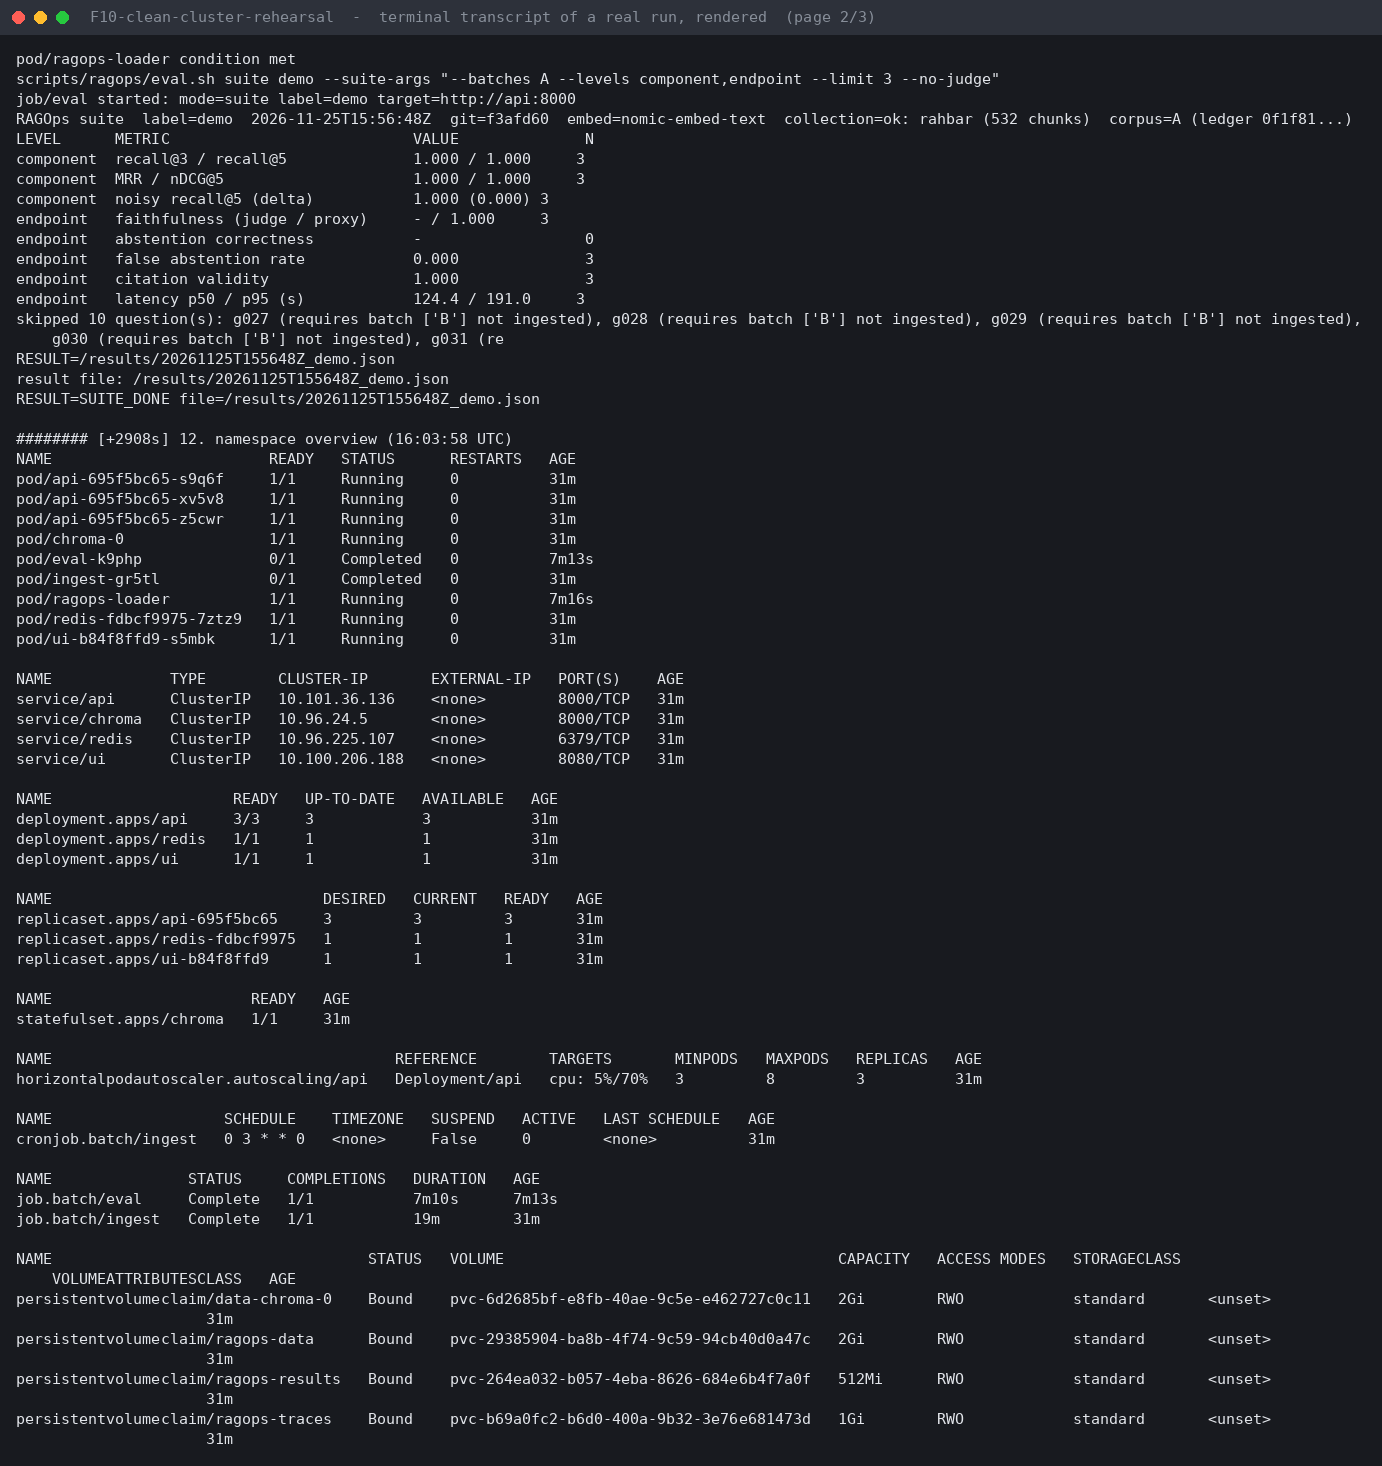 F10-clean-cluster-rehearsal  -  terminal transcript of a real run, rendered  (page 2/3)
pod/ragops-loader condition met
scripts/ragops/eval.sh suite demo --suite-args "--batches A --levels component,endpoint --limit 3 --no-judge"
job/eval started: mode=suite label=demo target=http://api:8000
RAGOps suite  label=demo  2026-11-25T15:56:48Z  git=f3afd60  embed=nomic-embed-text  collection=ok: rahbar (532 chunks)  corpus=A (ledger 0f1f81...)
LEVEL      METRIC                           VALUE              N
component  recall@3 / recall@5              1.000 / 1.000     3
component  MRR / nDCG@5                     1.000 / 1.000     3
component  noisy recall@5 (delta)           1.000 (0.000) 3
endpoint   faithfulness (judge / proxy)     - / 1.000     3
endpoint   abstention correctness           -                  0
endpoint   false abstention rate            0.000              3
endpoint   citation validity                1.000              3
endpoint   latency p50 / p95 (s)            124.4 / 191.0     3
skipped 10 question(s): g027 (requires batch ['B'] not ingested), g028 (requires batch ['B'] not ingested), g029 (requires batch ['B'] not ingested),
    g030 (requires batch ['B'] not ingested), g031 (re
RESULT=/results/20261125T155648Z_demo.json
result file: /results/20261125T155648Z_demo.json
RESULT=SUITE_DONE file=/results/20261125T155648Z_demo.json
######## [+2908s] 12. namespace overview (16:03:58 UTC)
NAME                        READY   STATUS      RESTARTS   AGE
pod/api-695f5bc65-s9q6f     1/1     Running     0          31m
pod/api-695f5bc65-xv5v8     1/1     Running     0          31m
pod/api-695f5bc65-z5cwr     1/1     Running     0          31m
pod/chroma-0                1/1     Running     0          31m
pod/eval-k9php              0/1     Completed   0          7m13s
pod/ingest-gr5tl            0/1     Completed   0          31m
pod/ragops-loader           1/1     Running     0          7m16s
pod/redis-fdbcf9975-7ztz9   1/1     Running     0          31m
pod/ui-b84f8ffd9-s5mbk      1/1     Running     0          31m
NAME             TYPE        CLUSTER-IP       EXTERNAL-IP   PORT(S)    AGE
service/api      ClusterIP   10.101.36.136    <none>        8000/TCP   31m
service/chroma   ClusterIP   10.96.24.5       <none>        8000/TCP   31m
service/redis    ClusterIP   10.96.225.107    <none>        6379/TCP   31m
service/ui       ClusterIP   10.100.206.188   <none>        8080/TCP   31m
NAME                    READY   UP-TO-DATE   AVAILABLE   AGE
deployment.apps/api     3/3     3            3           31m
deployment.apps/redis   1/1     1            1           31m
deployment.apps/ui      1/1     1            1           31m
NAME                              DESIRED   CURRENT   READY   AGE
replicaset.apps/api-695f5bc65     3         3         3       31m
replicaset.apps/redis-fdbcf9975   1         1         1       31m
replicaset.apps/ui-b84f8ffd9      1         1         1       31m
NAME                      READY   AGE
statefulset.apps/chroma   1/1     31m
NAME                                      REFERENCE        TARGETS       MINPODS   MAXPODS   REPLICAS   AGE
horizontalpodautoscaler.autoscaling/api   Deployment/api   cpu: 5%/70%   3         8         3          31m
NAME                   SCHEDULE    TIMEZONE   SUSPEND   ACTIVE   LAST SCHEDULE   AGE
cronjob.batch/ingest   0 3 * * 0   <none>     False     0        <none>          31m
NAME               STATUS     COMPLETIONS   DURATION   AGE
job.batch/eval     Complete   1/1           7m10s      7m13s
job.batch/ingest   Complete   1/1           19m        31m
NAME                                   STATUS   VOLUME                                     CAPACITY   ACCESS MODES   STORAGECLASS
    VOLUMEATTRIBUTESCLASS   AGE
persistentvolumeclaim/data-chroma-0    Bound    pvc-6d2685bf-e8fb-40ae-9c5e-e462727c0c11   2Gi        RWO            standard       <unset>
                     31m
persistentvolumeclaim/ragops-data      Bound    pvc-29385904-ba8b-4f74-9c59-94cb40d0a47c   2Gi        RWO            standard       <unset>
                     31m
persistentvolumeclaim/ragops-results   Bound    pvc-264ea032-b057-4eba-8626-684e6b4f7a0f   512Mi      RWO            standard       <unset>
                     31m
persistentvolumeclaim/ragops-traces    Bound    pvc-b69a0fc2-b6d0-400a-9b32-3e76e681473d   1Gi        RWO            standard       <unset>
                     31m